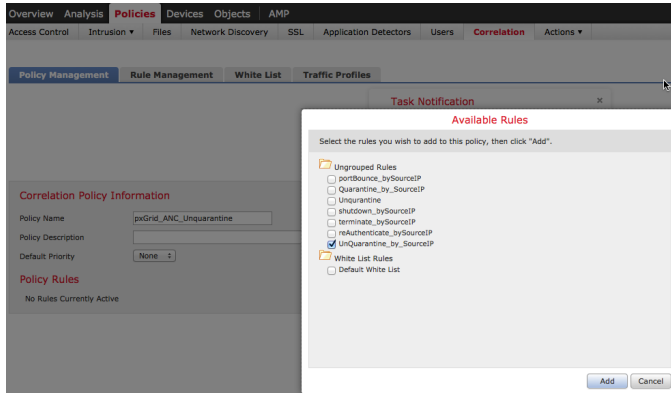 Overview Analysis Policies Devices Objects AMP
Access Control Intrusion ▾ Files Network Discovery SSL Application Detectors Users Correlation Actions ▾
Policy Management Rule Management White List Traffic Profiles
Task Notification ×
Available Rules
Select the rules you wish to add to this policy, then click "Add".
Ungrouped Rules
portBounce_bySourceIP
Quarantine_by_SourceIP
Unqurantine
shutdown_bySourceIP
terminate_bySourceIP
reAuthenticate_bySourceIP
UnQuarantine_by_SourceIP
White List Rules
Default White List
Correlation Policy Information
Policy Name pxGrid_ANC_Unquarantine
Policy Description
Default Priority None
Policy Rules
No Rules Currently Active
Add Cancel